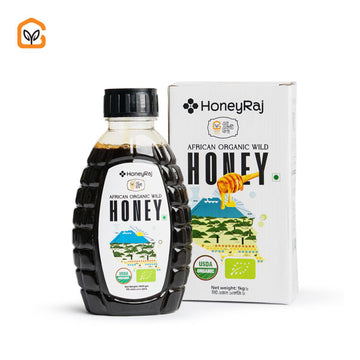 HoneyRaj
AFRICAN ORGANIC WILD
HONEY
USDA
ORGANIC
Net weight: 1kg
HoneyRaj
AFRICAN ORGANIC WILD
HONEY
USDA
ORGANIC